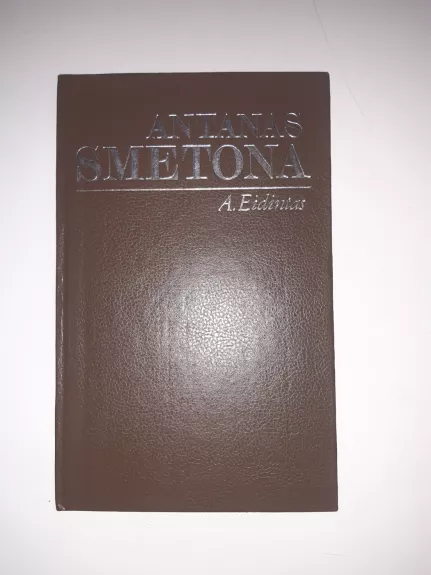 ANTANAS
SMETONA
A. Eidintas